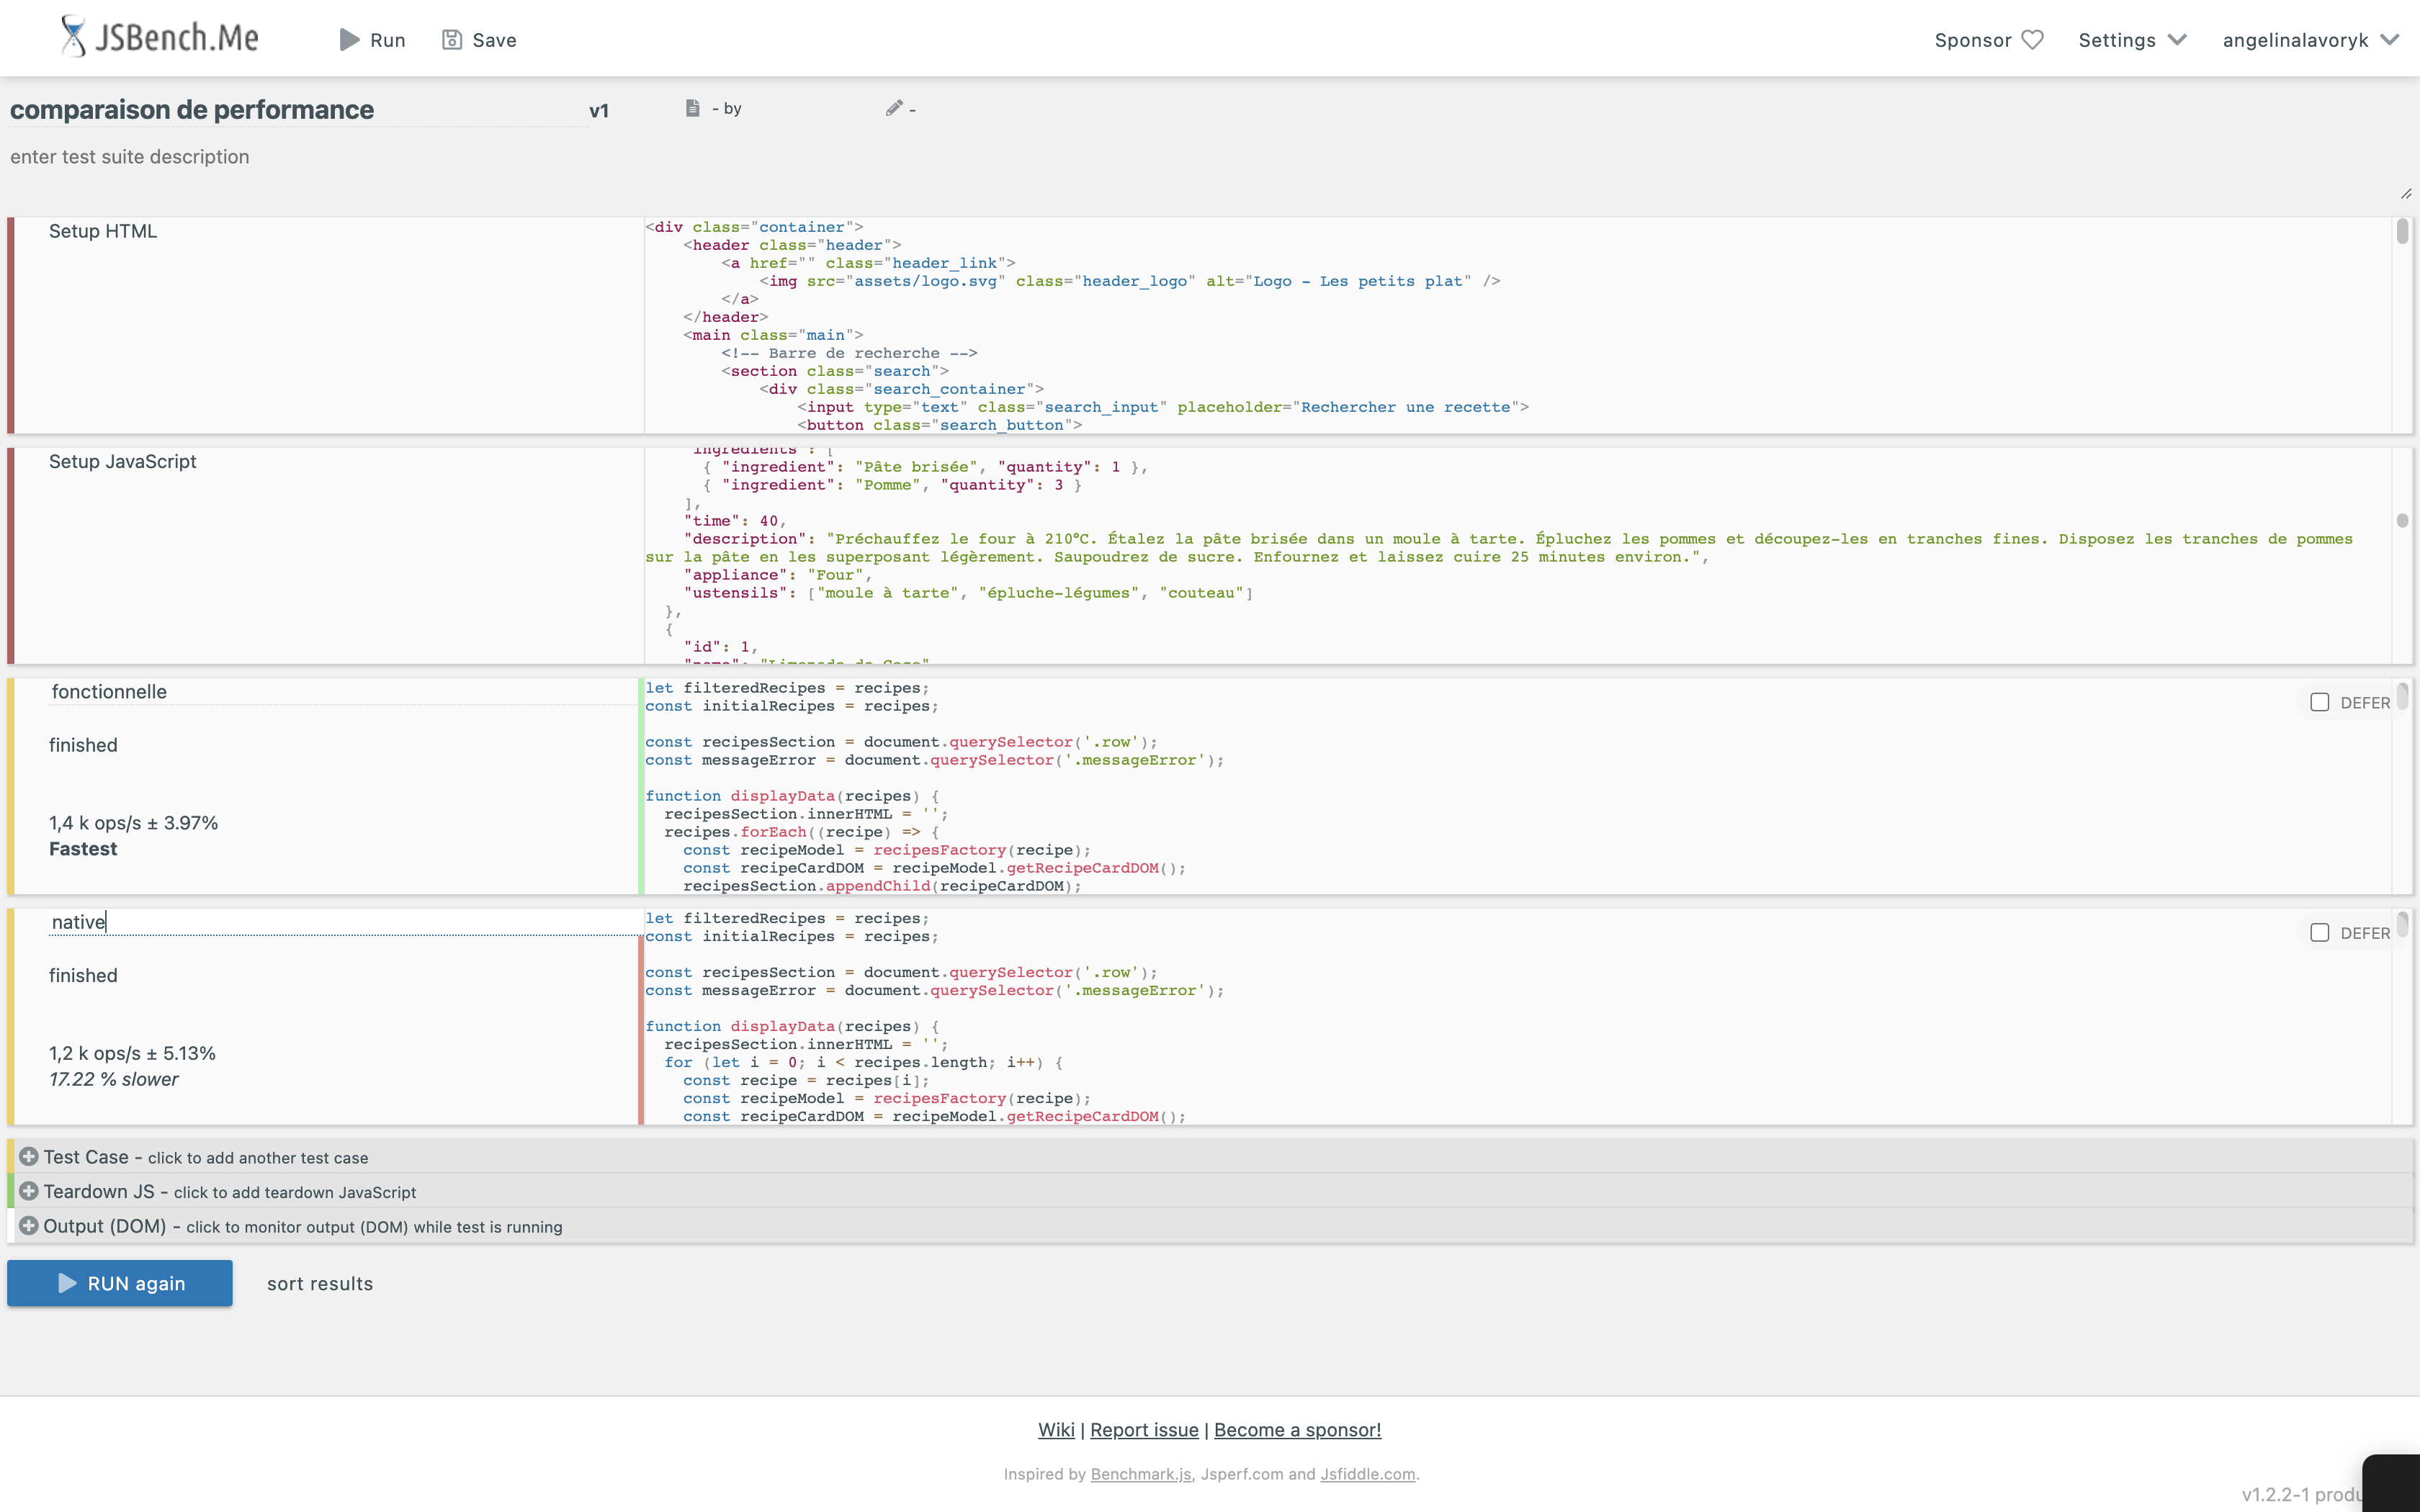 JSBench.Me
Run
Save
Sponsor
Settings
angelinalavoryk
comparaison de performance
v1
- by
-
enter test suite description
Setup HTML
<div class="container">
<header class="header">
<a href="" class="header_link">
<img src="assets/logo.svg" class="header_logo" alt="Logo - Les petits plat" />
</a>
</header>
<main class="main">
<!-- Barre de recherche -->
<section class="search">
<div class="search_container">
<input type="text" class="search_input" placeholder="Rechercher une recette">
<button class="search_button">
Setup JavaScript
ingredients : [
{ "ingredient": "Pâte brisée", "quantity": 1 },
{ "ingredient": "Pomme", "quantity": 3 }
],
"time": 40,
"description": "Préchauffez le four à 210°C. Étalez la pâte brisée dans un moule à tarte. Épluchez les pommes et découpez-les en tranches fines. Disposez les tranches de pommes
sur la pâte en les superposant légèrement. Saupoudrez de sucre. Enfournez et laissez cuire 25 minutes environ.",
"appliance": "Four",
"ustensils": ["moule à tarte", "épluche-légumes", "couteau"]
},
{
"id": 1,
fonctionnelle
finished
1,4 k ops/s ± 3.97%
Fastest
let filteredRecipes = recipes;
const initialRecipes = recipes;
const recipesSection = document.querySelector('.row');
const messageError = document.querySelector('.messageError');
function displayData(recipes) {
recipesSection.innerHTML = '';
recipes.forEach((recipe) => {
const recipeModel = recipesFactory(recipe);
const recipeCardDOM = recipeModel.getRecipeCardDOM();
recipesSection.appendChild(recipeCardDOM);
DEFER
native
finished
1,2 k ops/s ± 5.13%
17.22 % slower
let filteredRecipes = recipes;
const initialRecipes = recipes;
const recipesSection = document.querySelector('.row');
const messageError = document.querySelector('.messageError');
function displayData(recipes) {
recipesSection.innerHTML = '';
for (let i = 0; i < recipes.length; i++) {
const recipe = recipes[i];
const recipeModel = recipesFactory(recipe);
const recipeCardDOM = recipeModel.getRecipeCardDOM();
DEFER
Test Case - click to add another test case
Teardown JS - click to add teardown JavaScript
Output (DOM) - click to monitor output (DOM) while test is running
RUN again
sort results
Wiki | Report issue | Become a sponsor!
Inspired by Benchmark.js, Jsperf.com and Jsfiddle.com.
v1.2.2-1 produ